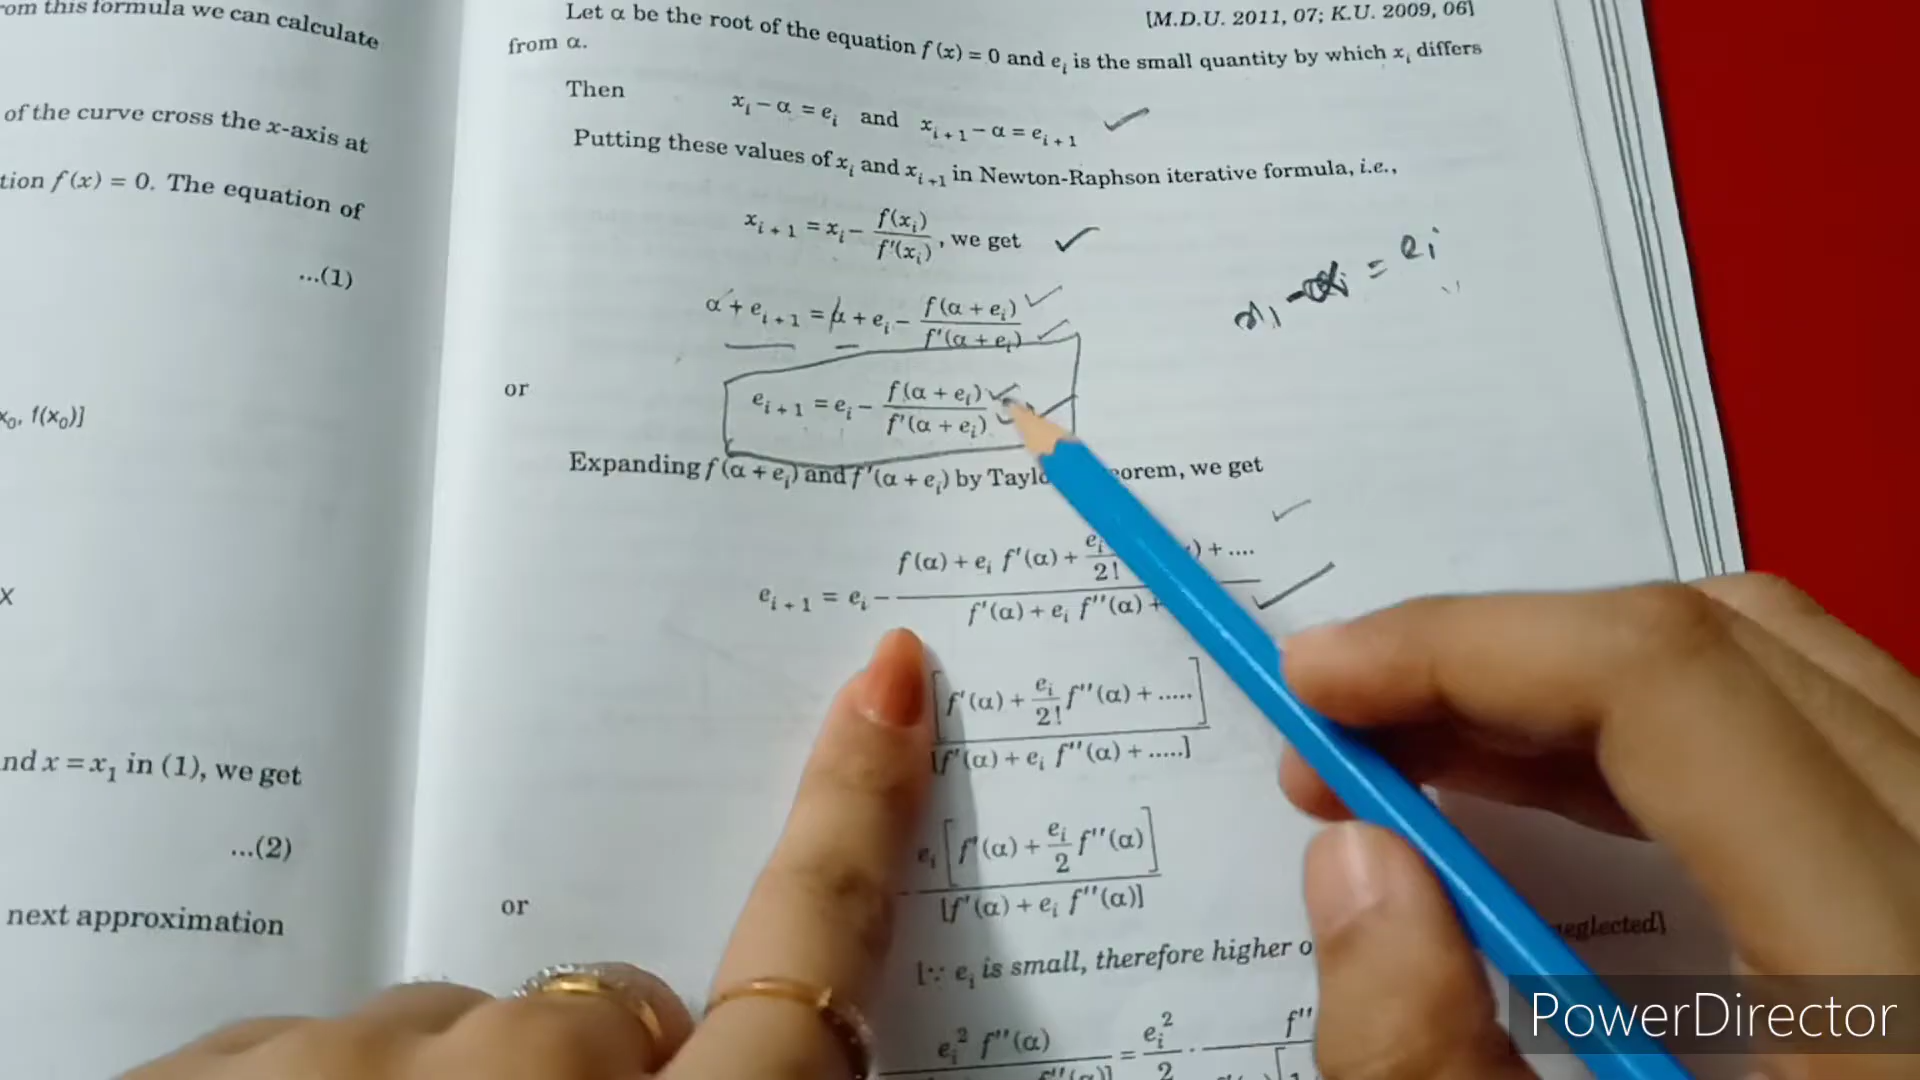 rom this formula we can calculate
of the curve cross the x-axis at
tion f (x) = 0. The equation of
...(1)
x₀, f(x₀)]
X
nd x = x₁ in (1), we get
...(2)
next approximation
[M.D.U. 2011, 07; K.U. 2009, 06]
Let α be the root of the equation f (x) = 0 and eᵢ is the small quantity by which xᵢ differs
from α.
Then xᵢ − α = eᵢ and xᵢ₊₁ − α = eᵢ₊₁
Putting these values of xᵢ and xᵢ₊₁ in Newton-Raphson iterative formula, i.e.,
xᵢ₊₁ = xᵢ − f(xᵢ)/f′(xᵢ), we get
α + eᵢ₊₁ = α + eᵢ − f(α + eᵢ)/f′(α + eᵢ)
or eᵢ₊₁ = eᵢ − f(α + eᵢ)/f′(α + eᵢ)
Expanding f (α + eᵢ) and f′(α + eᵢ) by Taylo orem, we get
eᵢ₊₁ = eᵢ − f(α) + eᵢ f′(α) + eᵢ/2! ) + .... / f′(α) + eᵢ f″(α) +
[f′(α) + eᵢ/2! f″(α) + .....] / [f′(α) + eᵢ f″(α) + .....]
or − eᵢ [f′(α) + eᵢ/2 f″(α)] / [f′(α) + eᵢ f″(α)]
[∵ eᵢ is small, therefore higher o neglected]
eᵢ² f″(α) = eᵢ²/2 · f″
= eᵢ
PowerDirector